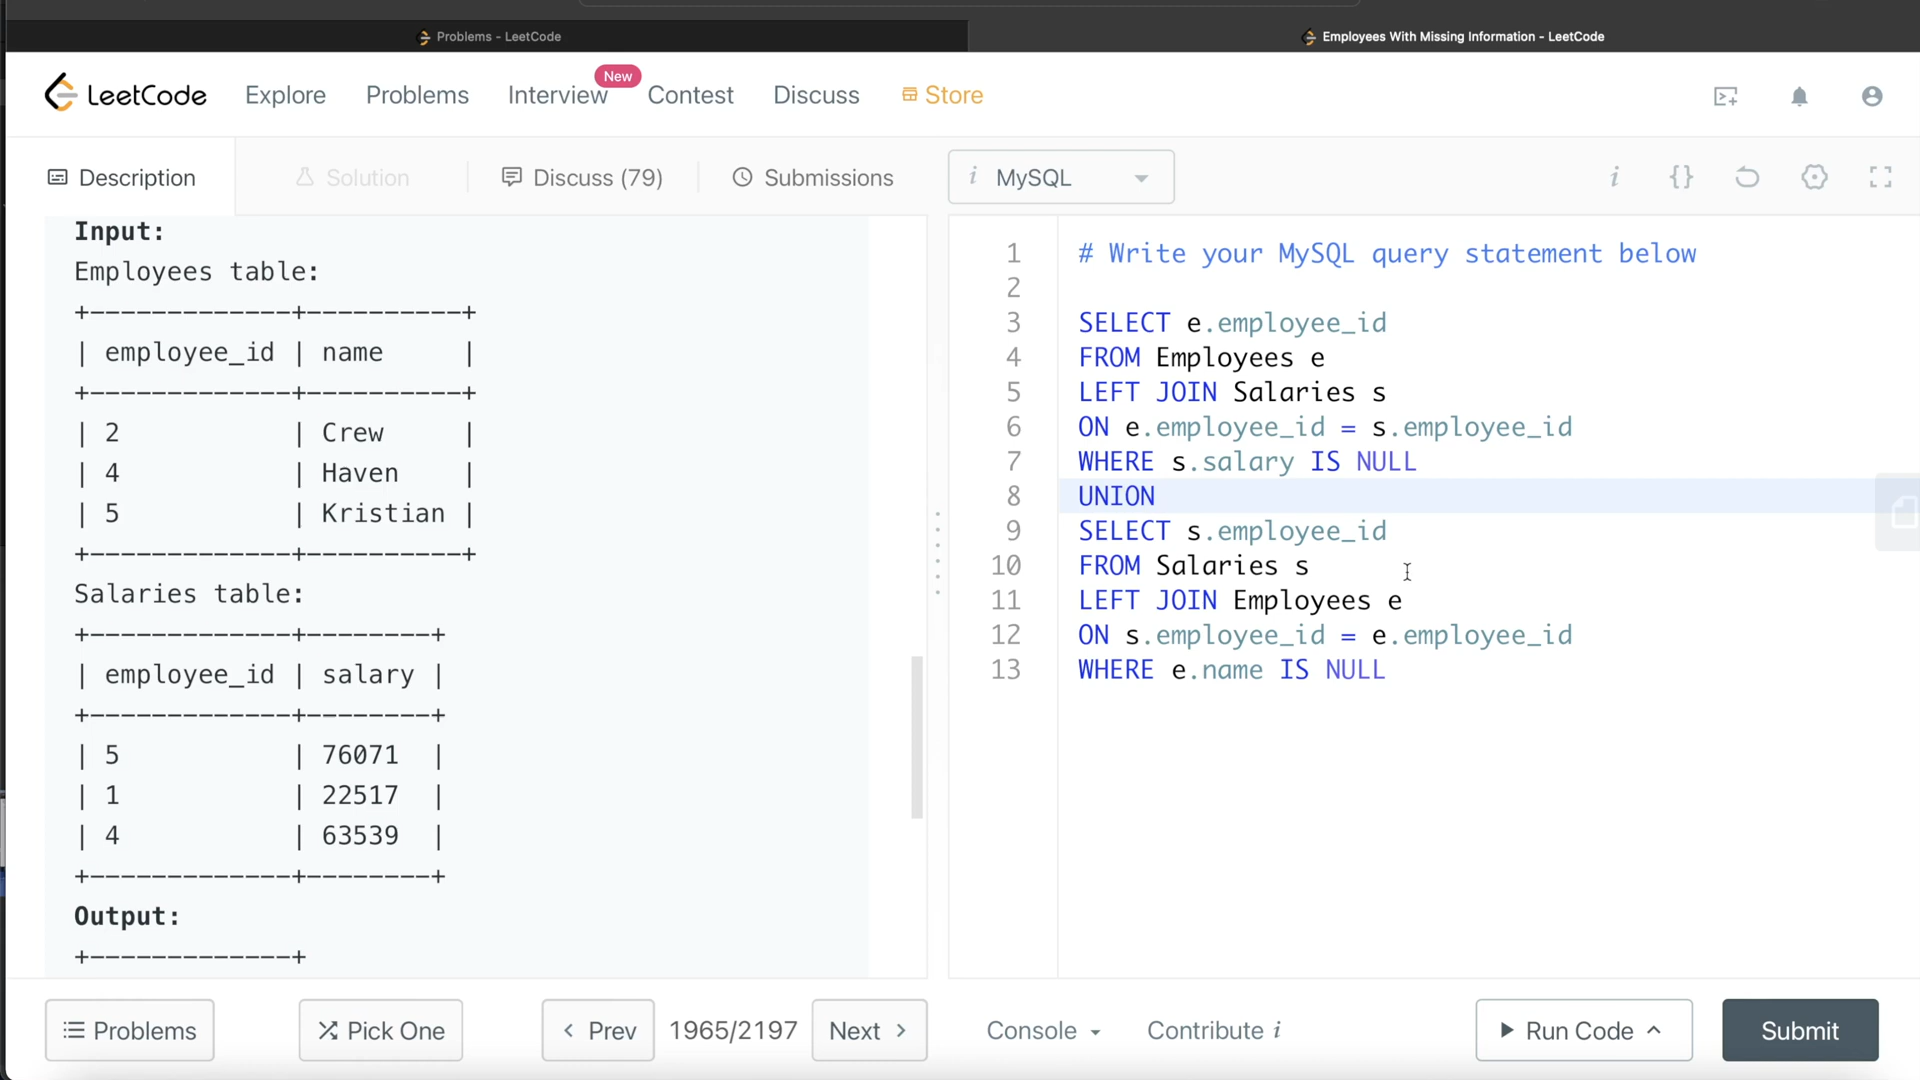 Problems - LeetCode
Employees With Missing Information - LeetCode
LeetCode Explore Problems Interview New Contest Discuss Store
Description Solution Discuss (79) Submissions
i MySQL
i {}
Input:
Employees table:
+-------------+----------+
| employee_id | name     |
+-------------+----------+
| 2           | Crew     |
| 4           | Haven    |
| 5           | Kristian |
+-------------+----------+
Salaries table:
+-------------+--------+
| employee_id | salary |
+-------------+--------+
| 5           | 76071  |
| 1           | 22517  |
| 4           | 63539  |
+-------------+--------+
Output:
+-------------+
1 # Write your MySQL query statement below
2
3 SELECT e.employee_id
4 FROM Employees e
5 LEFT JOIN Salaries s
6 ON e.employee_id = s.employee_id
7 WHERE s.salary IS NULL
8 UNION
9 SELECT s.employee_id
10 FROM Salaries s
11 LEFT JOIN Employees e
12 ON s.employee_id = e.employee_id
13 WHERE e.name IS NULL
Problems Pick One < Prev 1965/2197 Next > Console Contribute i Run Code Submit